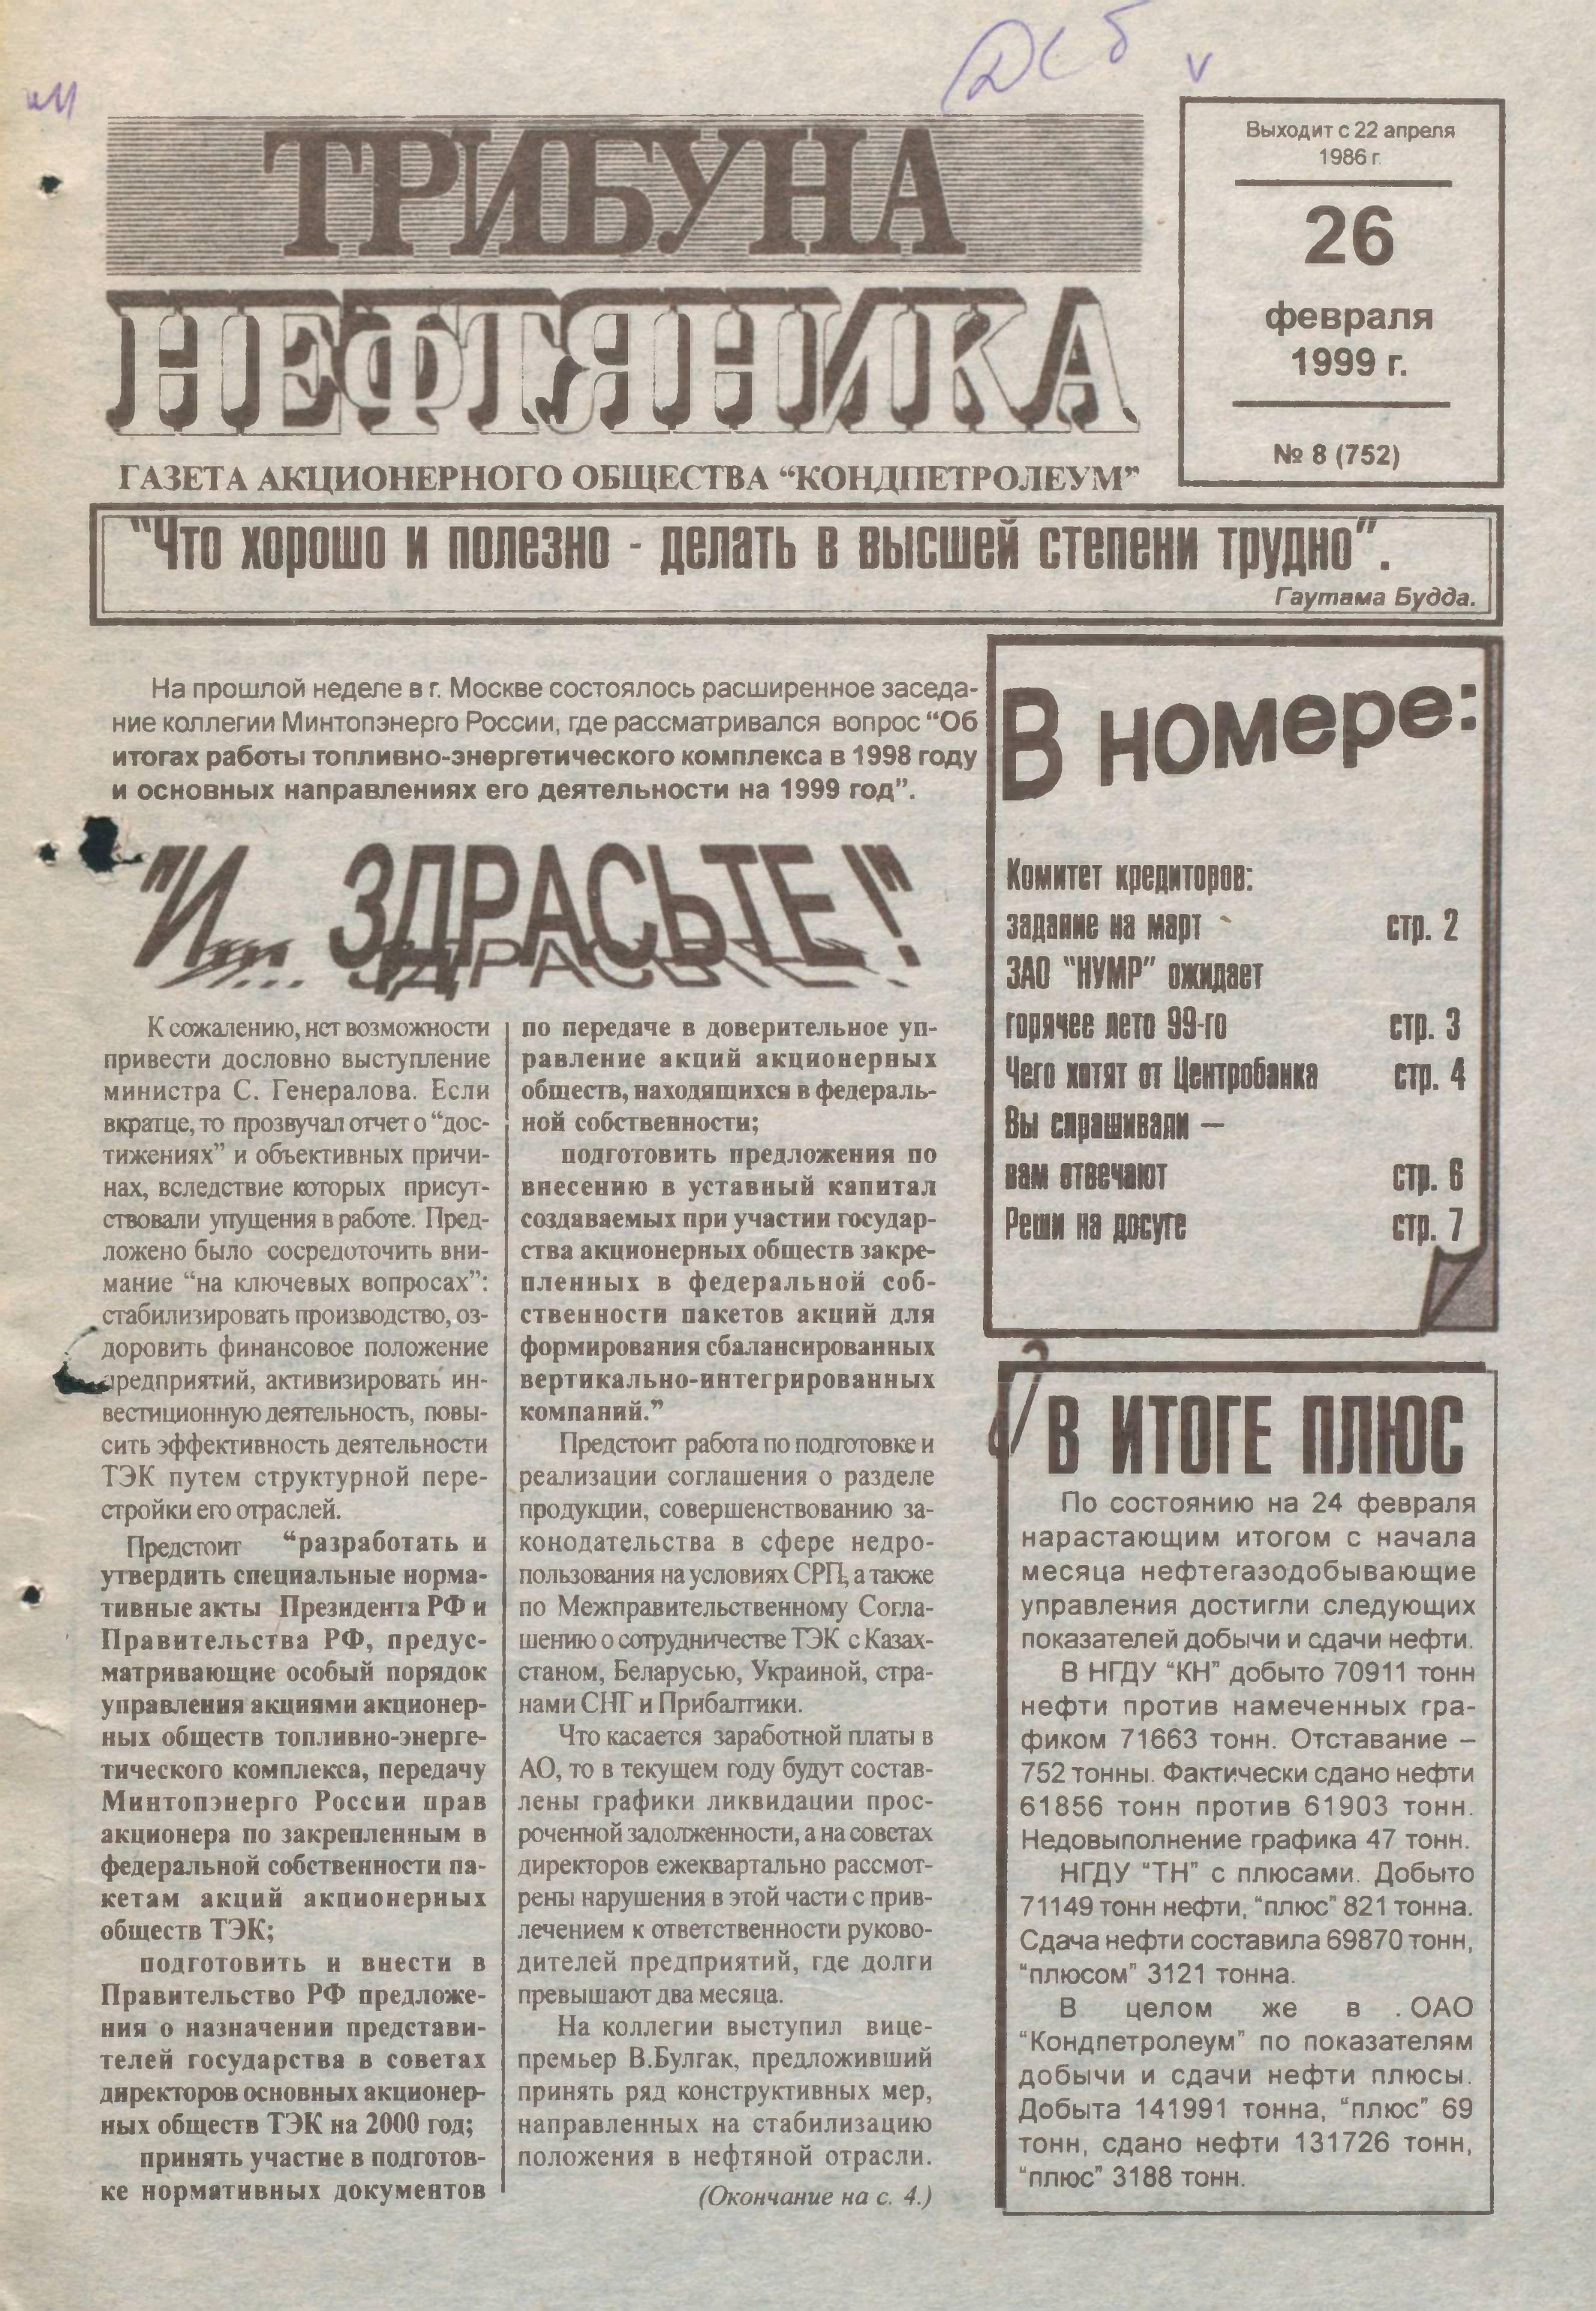 ТРИБУНА
НЕФТЯНИКА
ГАЗЕТА АКЦИОНЕРНОГО ОБЩЕСТВА “КОНДПЕТРОЛЕУМ”
Выходит с 22 апреля
1986 г.
26
февраля
1999 г.
№ 8 (752)
“Что хорошо и полезно - делать в высшей степени трудно”.
Гаутама Будда.
На прошлой неделе в г. Москве состоялось расширенное заседа-
ние коллегии Минтопэнерго России, где рассматривался вопрос “Об
итогах работы топливно-энергетического комплекса в 1998 году
и основных направлениях его деятельности на 1999 год”.
"И... ЗДРАСЬТЕ!"
К сожалению, нет возможности
привести дословно выступление
министра С. Генералова. Если
вкратце, то прозвучал отчет о “дос-
тижениях” и объективных причи-
нах, вследствие которых присут-
ствовали упущения в работе. Пред-
ложено было сосредоточить вни-
мание “на ключевых вопросах”:
стабилизировать производство, оз-
доровить финансовое положение
предприятий, активизировать ин-
вестиционную деятельность, повы-
сить эффективность деятельности
ТЭК путем структурной пере-
стройки его отраслей.
Предстоит “разработать и
утвердить специальные норма-
тивные акты Президента РФ и
Правительства РФ, предус-
матривающие особый порядок
управления акциями акционер-
ных обществ топливно-энерге-
тического комплекса, передачу
Минтопэнерго России прав
акционера по закрепленным в
федеральной собственности па-
кетам акций акционерных
обществ ТЭК;
подготовить и внести в
Правительство РФ предложе-
ния о назначении представи-
телей государства в советах
директоров основных акционер-
ных обществ ТЭК на 2000 год;
принять участие в подготов-
ке нормативных документов
по передаче в доверительное уп-
равление акций акционерных
обществ, находящихся в федераль-
ной собственности;
подготовить предложения по
внесению в уставный капитал
создаваемых при участии государ-
ства акционерных обществ закре-
пленных в федеральной соб-
ственности пакетов акций для
формирования сбалансированных
вертикально-интегрированных
компаний.”
Предстоит работа по подготовке и
реализации соглашения о разделе
продукции, совершенствованию за-
конодательства в сфере недро-
пользования на условиях СРП, а также
по Межправительственному Согла-
шению о сотрудничестве ТЭК с Казах-
станом, Беларусью, Украиной, стра-
нами СНГ и Прибалтики.
Что касается заработной платы в
АО, то в текущем году будут состав-
лены графики ликвидации прос-
роченной задолженности, а на советах
директоров ежеквартально рассмот-
рены нарушения в этой части с прив-
лечением к ответственности руково-
дителей предприятий, где долги
превышают два месяца.
На коллегии выступил вице-
премьер В.Булгак, предложивший
принять ряд конструктивных мер,
направленных на стабилизацию
положения в нефтяной отрасли.
(Окончание на с. 4.)
В номере:
Комитет кредиторов:
задание на март стр. 2
ЗАО “НУМР” ожидает
горячее лето 99-го стр. 3
Чего хотят от Центробанка стр. 4
Вы спрашивали —
вам отвечают стр. 6
Реши на досуге стр. 7
В ИТОГЕ ПЛЮС
По состоянию на 24 февраля
нарастающим итогом с начала
месяца нефтегазодобывающие
управления достигли следующих
показателей добычи и сдачи нефти.
В НГДУ “КН” добыто 70911 тонн
нефти против намеченных гра-
фиком 71663 тонн. Отставание –
752 тонны. Фактически сдано нефти
61856 тонн против 61903 тонн.
Недовыполнение графика 47 тонн.
НГДУ “ТН” с плюсами. Добыто
71149 тонн нефти, “плюс” 821 тонна.
Сдача нефти составила 69870 тонн,
“плюсом” 3121 тонна.
В целом же в ОАО
“Кондпетролеум” по показателям
добычи и сдачи нефти плюсы.
Добыта 141991 тонна, “плюс” 69
тонн, сдано нефти 131726 тонн,
“плюс” 3188 тонн.